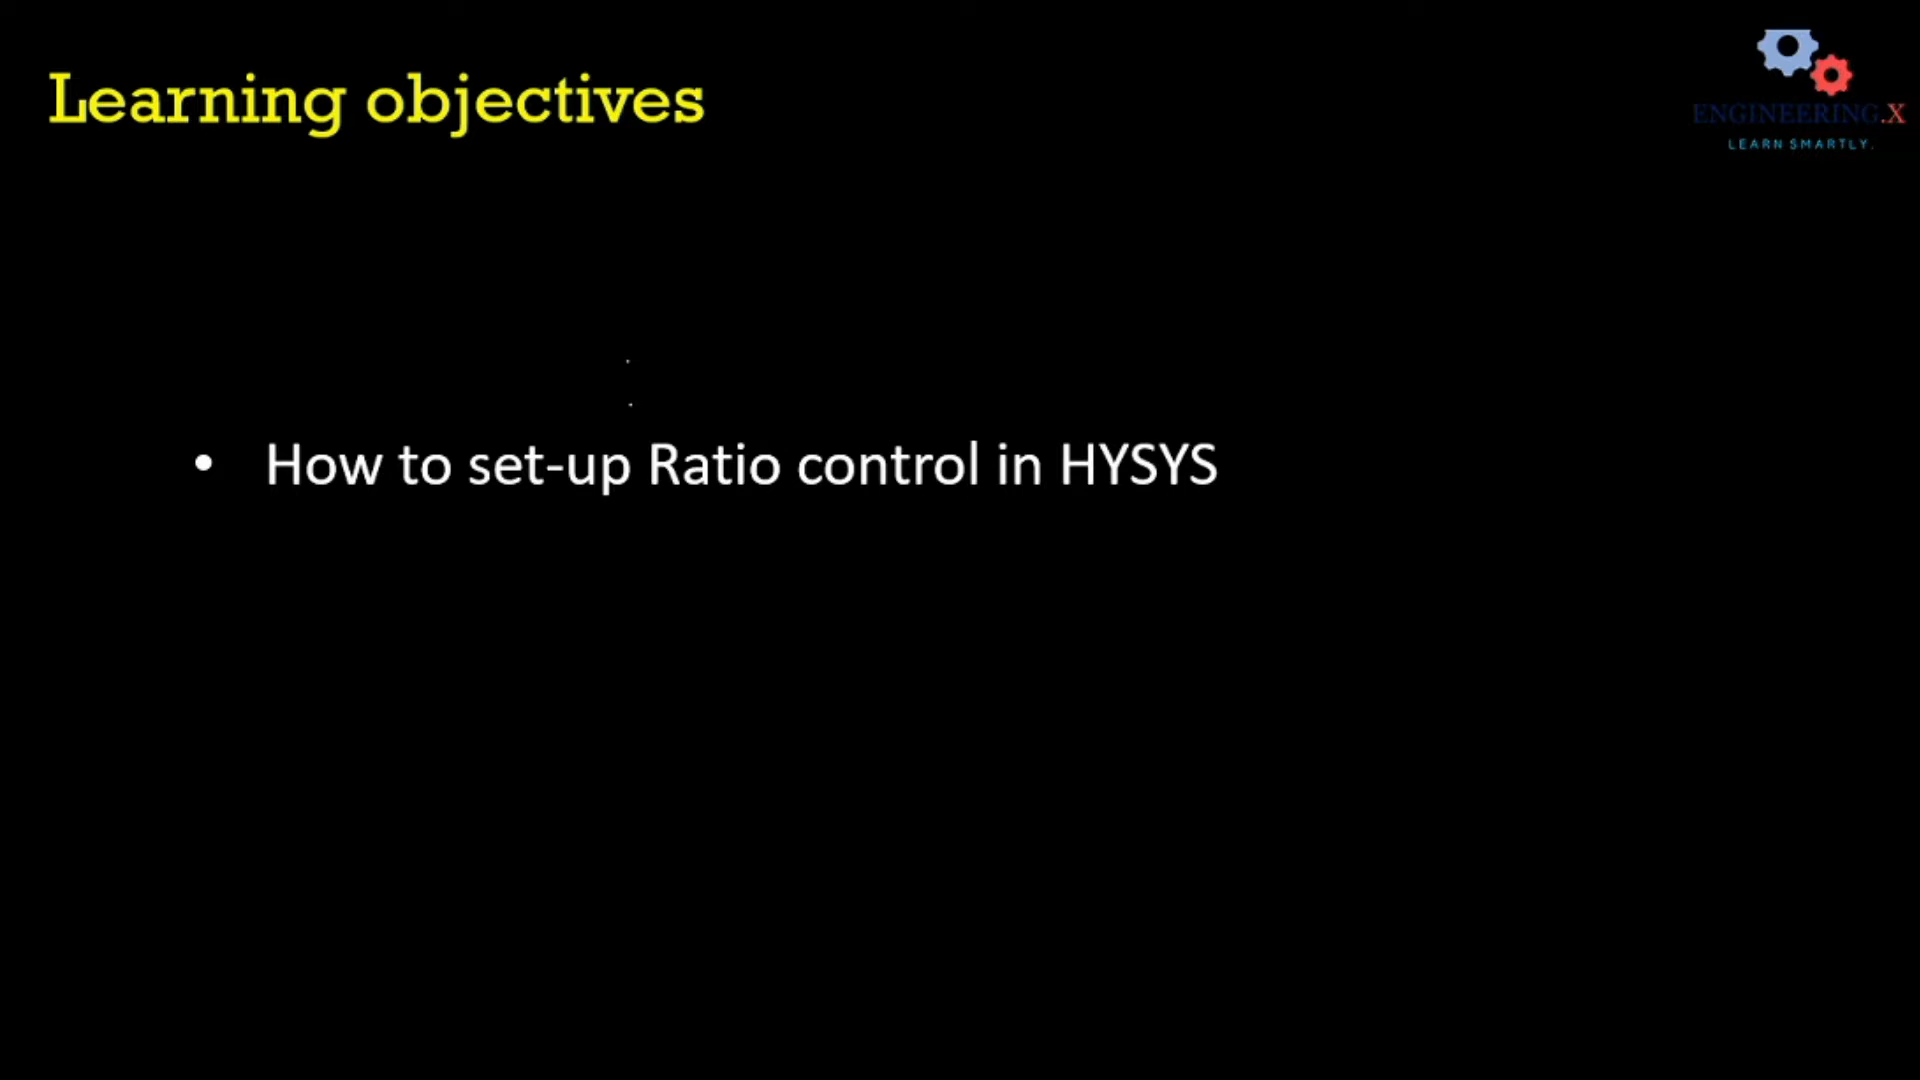 Learning objectives
ENGINEERING.X
LEARN SMARTLY.
• How to set-up Ratio control in HYSYS